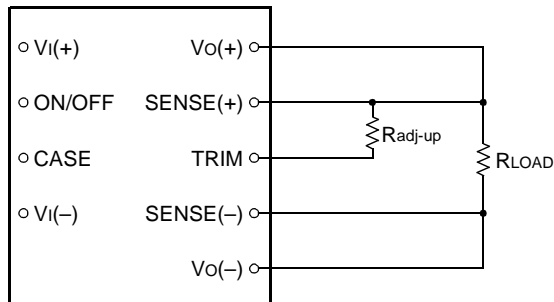 VI(+)
VO(+)
ON/OFF
SENSE(+)
Radj-up
CASE
TRIM
RLOAD
VI(–)
SENSE(–)
VO(–)